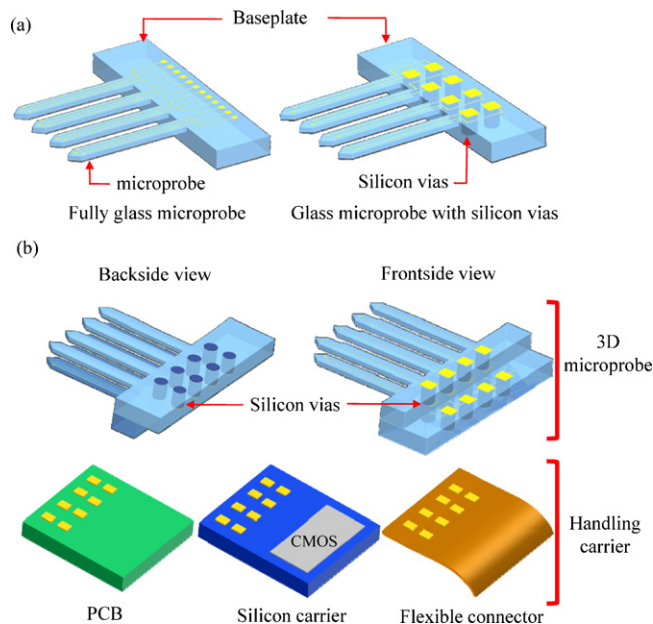 (a)
Baseplate
microprobe
Silicon vias
Fully glass microprobe
Glass microprobe with silicon vias
(b)
Backside view
Frontside view
3D
microprobe
Silicon vias
CMOS
Handling
carrier
PCB
Silicon carrier
Flexible connector